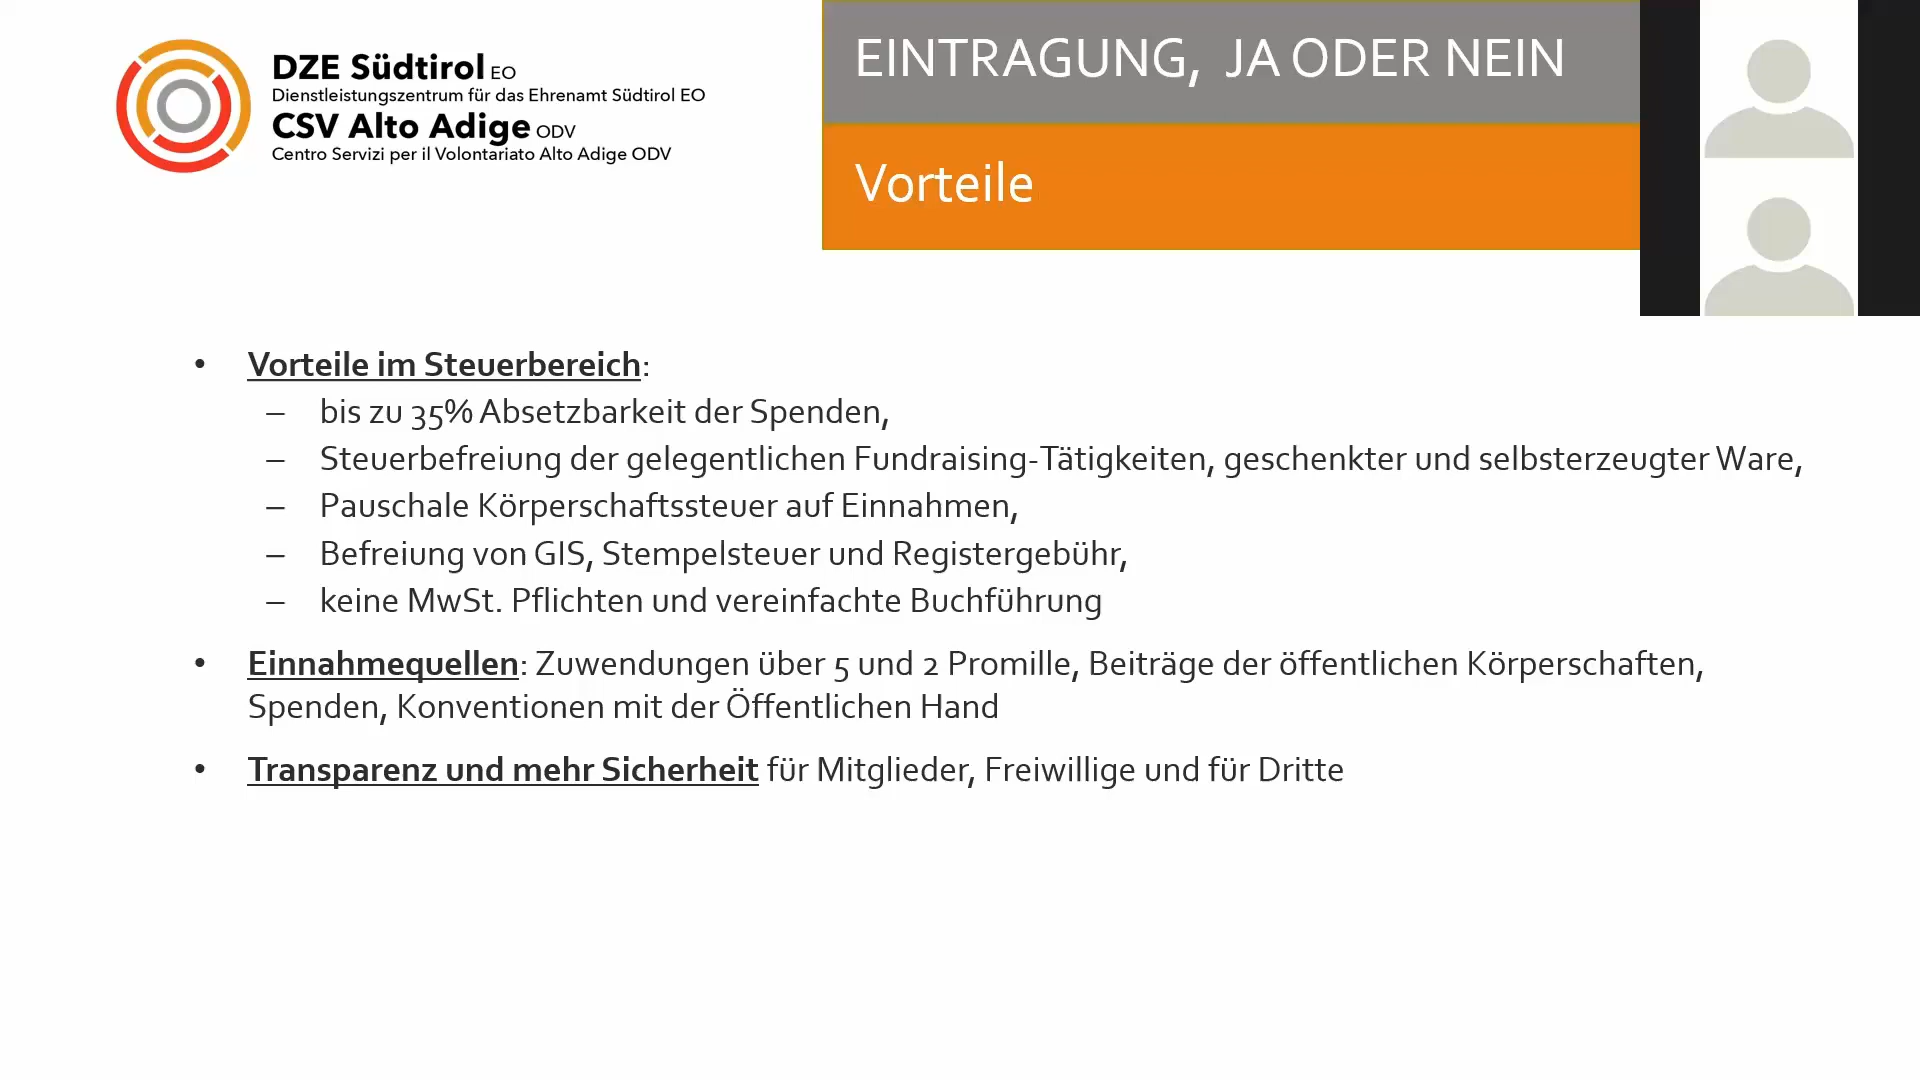 DZE Südtirol EO
Dienstleistungszentrum für das Ehrenamt Südtirol EO
CSV Alto Adige ODV
Centro Servizi per il Volontariato Alto Adige ODV
EINTRAGUNG, JA ODER NEIN
Vorteile
• Vorteile im Steuerbereich:
– bis zu 35% Absetzbarkeit der Spenden,
– Steuerbefreiung der gelegentlichen Fundraising-Tätigkeiten, geschenkter und selbsterzeugter Ware,
– Pauschale Körperschaftssteuer auf Einnahmen,
– Befreiung von GIS, Stempelsteuer und Registergebühr,
– keine MwSt. Pflichten und vereinfachte Buchführung
• Einnahmequellen: Zuwendungen über 5 und 2 Promille, Beiträge der öffentlichen Körperschaften,
Spenden, Konventionen mit der Öffentlichen Hand
• Transparenz und mehr Sicherheit für Mitglieder, Freiwillige und für Dritte